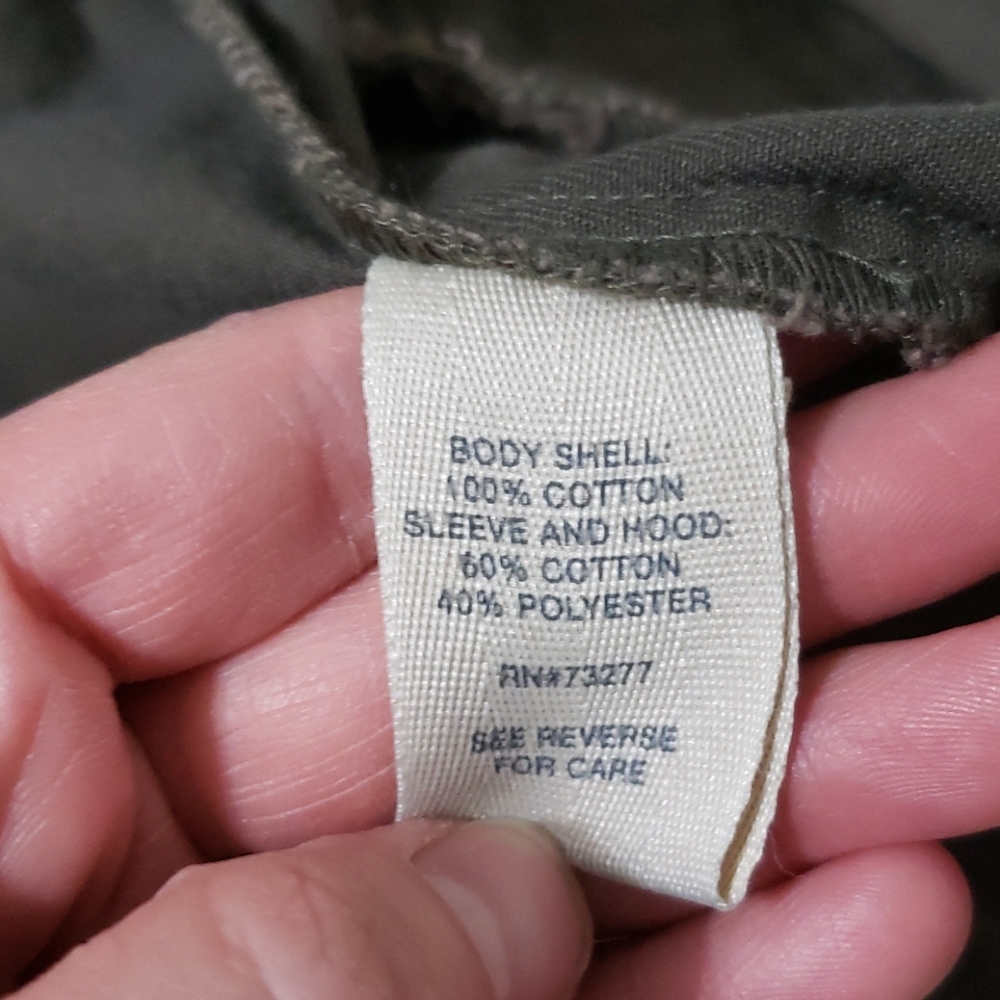 BODY SHELL:
100% COTTON
SLEEVE AND HOOD:
60% COTTON
40% POLYESTER
RN#73277
SEE REVERSE
FOR CARE